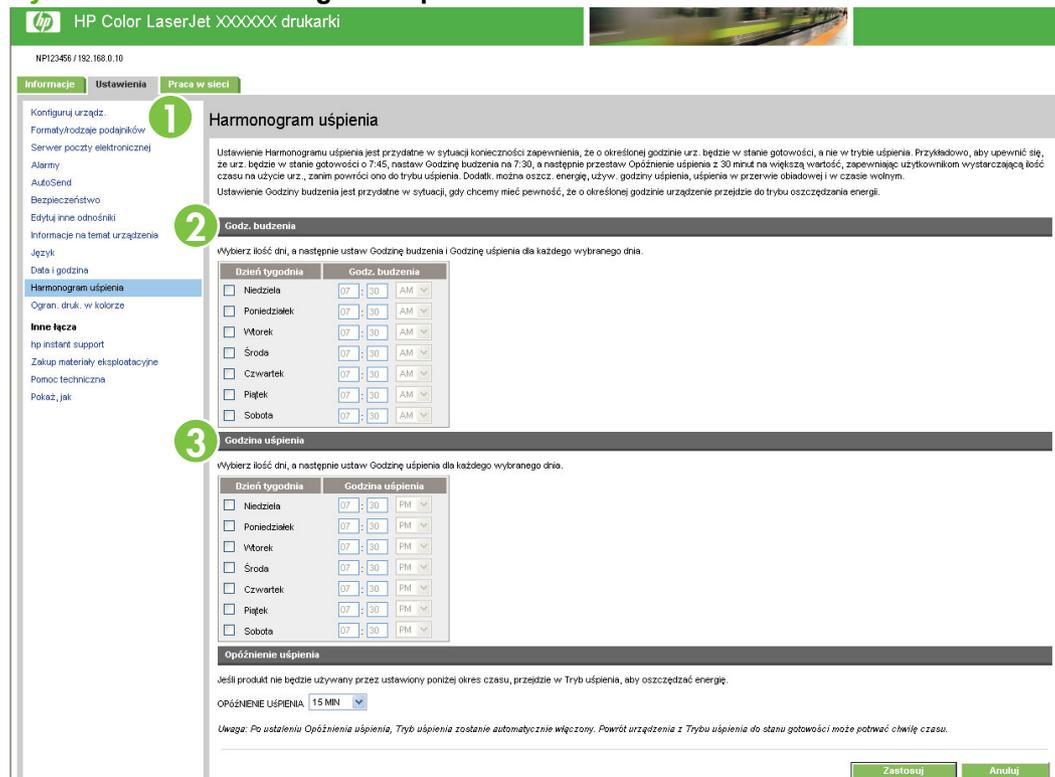 HP Color LaserJet XXXXXX drukarki
NP123456 / 192.168.0.10
Informacje Ustawienia Praca w sieci
Konfiguruj urządz.
Formaty/rodzaje podajników
Serwer poczty elektronicznej
Alarmy
AutoSend
Bezpieczeństwo
Edytuj inne odnośniki
Informacje na temat urządzenia
Język
Data i godzina
Harmonogram uśpienia
Ogran. druk. w kolorze
Inne łącza
hp instant support
Zakup materiały eksploatacyjne
Pomoc techniczna
Pokaż, jak
1
Harmonogram uśpienia
Ustawienie Harmonogramu uśpienia jest przydatne w sytuacji konieczności zapewnienia, że o określonej godzinie urz. będzie w stanie gotowości, a nie w trybie uśpienia. Przykładowo, aby upewnić się,
że urz. będzie w stanie gotowości o 7:45, nastaw Godzinę budzenia na 7:30, a następnie przestaw Opóźnienie uśpienia z 30 minut na większą wartość, zapewniając użytkownikom wystarczającą ilość
czasu na użycie urz., zanim powróci ono do trybu uśpienia. Dodatk. można oszcz. energię, używ. godziny uśpienia, uśpienia w przerwie obiadowej i w czasie wolnym.
Ustawienie Godziny budzenia jest przydatne w sytuacji, gdy chcemy mieć pewność, że o określonej godzinie urządzenie przejdzie do trybu oszczędzania energii.
2
Godz. budzenia
Wybierz ilość dni, a następnie ustaw Godzinę budzenia i Godzinę uśpienia dla każdego wybranego dnia.
Dzień tygodnia Godz. budzenia
Niedziela 07 : 30 AM
Poniedziałek 07 : 30 AM
Wtorek 07 : 30 AM
Środa 07 : 30 AM
Czwartek 07 : 30 AM
Piątek 07 : 30 AM
Sobota 07 : 30 AM
3
Godzina uśpienia
Wybierz ilość dni, a następnie ustaw Godzinę uśpienia dla każdego wybranego dnia.
Dzień tygodnia Godzina uśpienia
Niedziela 07 : 30 PM
Poniedziałek 07 : 30 PM
Wtorek 07 : 30 PM
Środa 07 : 30 PM
Czwartek 07 : 30 PM
Piątek 07 : 30 PM
Sobota 07 : 30 PM
Opóźnienie uśpienia
Jeśli produkt nie będzie używany przez ustawiony poniżej okres czasu, przejdzie w Tryb uśpienia, aby oszczędzać energię.
OPóźNIENIE UśPIENIA 15 MIN
Uwaga: Po ustaleniu Opóźnienia uśpienia, Tryb uśpienia zostanie automatycznie włączony. Powrót urządzenia z Trybu uśpienia do stanu gotowości może potrwać chwilę czasu.
Zastosuj Anuluj